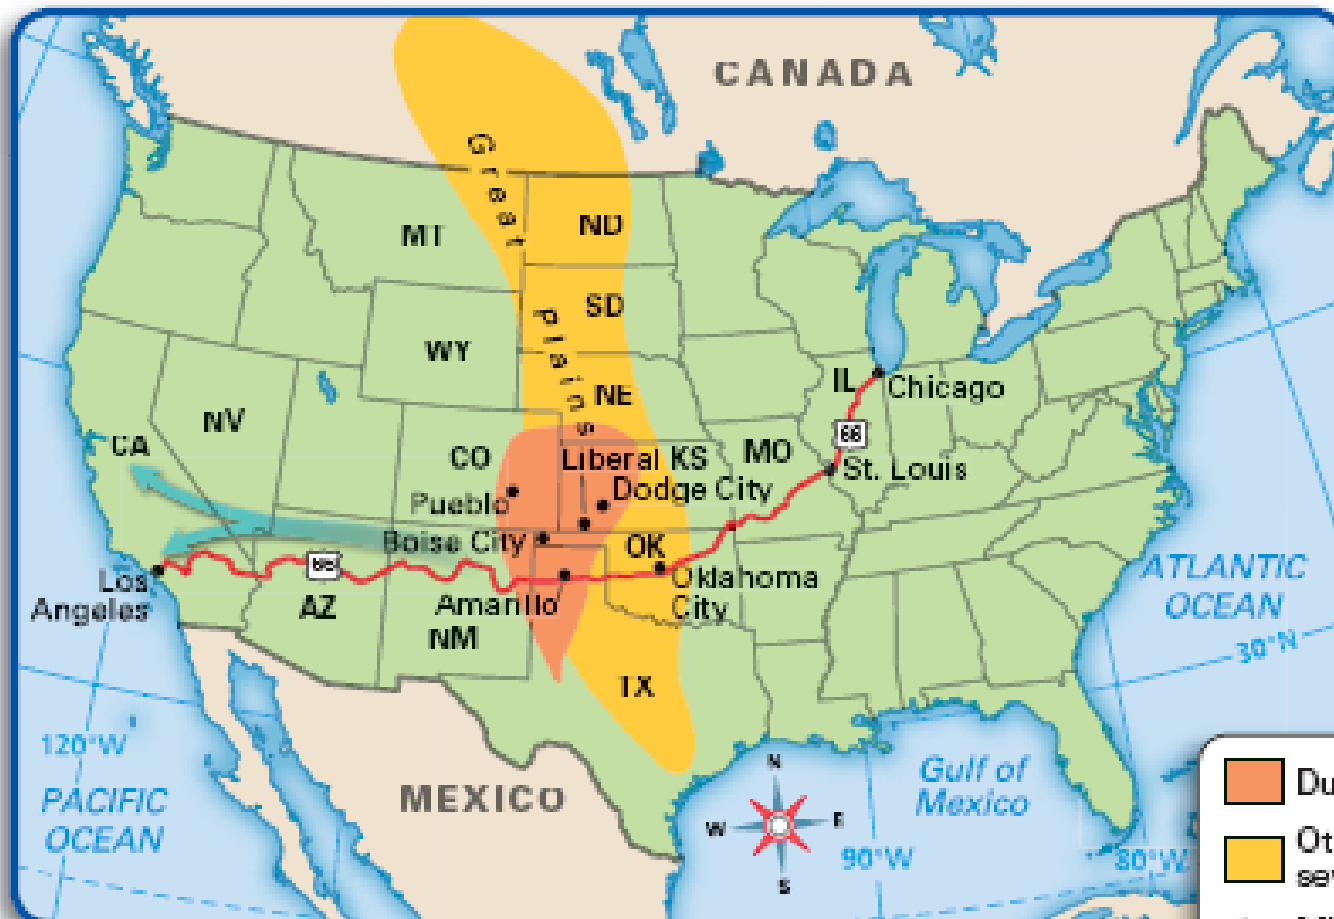 CANADA
Great
Plains
MT
ND
SD
WY
NE
IL
Chicago
NV
CA
CO
Liberal
KS
MO
66
St. Louis
Pueblo
Dodge City
Boise City
OK
66
Los
Angeles
AZ
Amarillo
Oklahoma
City
NM
TX
ATLANTIC
OCEAN
30°N
120°W
PACIFIC
OCEAN
MEXICO
Gulf of
Mexico
N
W
E
S
90°W
80°W
Du
Ot
se